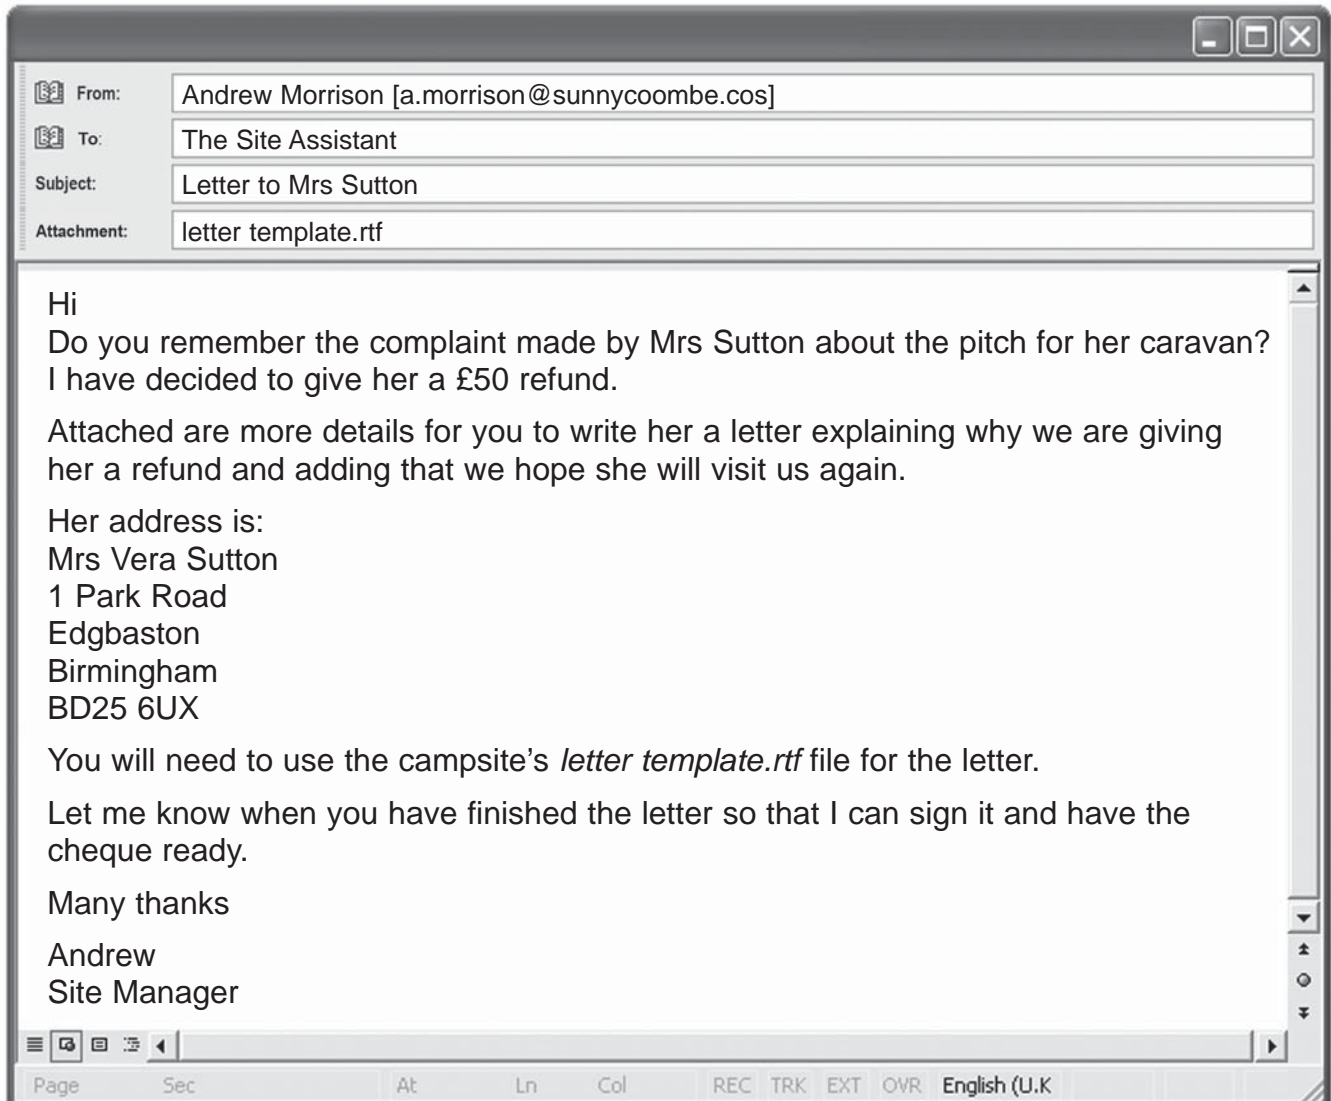 From: Andrew Morrison [a.morrison@sunnycoombe.cos]
To: The Site Assistant
Subject: Letter to Mrs Sutton
Attachment: letter template.rtf
Hi
Do you remember the complaint made by Mrs Sutton about the pitch for her caravan?
I have decided to give her a £50 refund.
Attached are more details for you to write her a letter explaining why we are giving
her a refund and adding that we hope she will visit us again.
Her address is:
Mrs Vera Sutton
1 Park Road
Edgbaston
Birmingham
BD25 6UX
You will need to use the campsite's letter template.rtf file for the letter.
Let me know when you have finished the letter so that I can sign it and have the
cheque ready.
Many thanks
Andrew
Site Manager
Page Sec At Ln Col REC TRK EXT OVR English (U.K